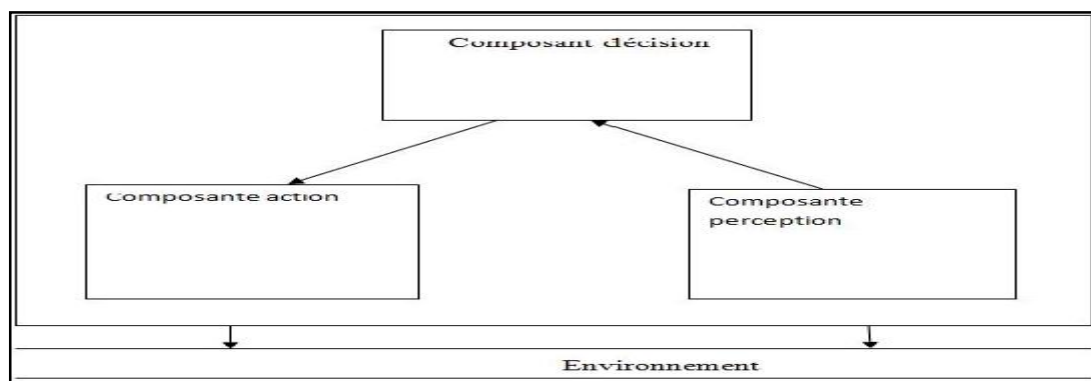 Composant décision
Composante action
Composante
perception
Environnement